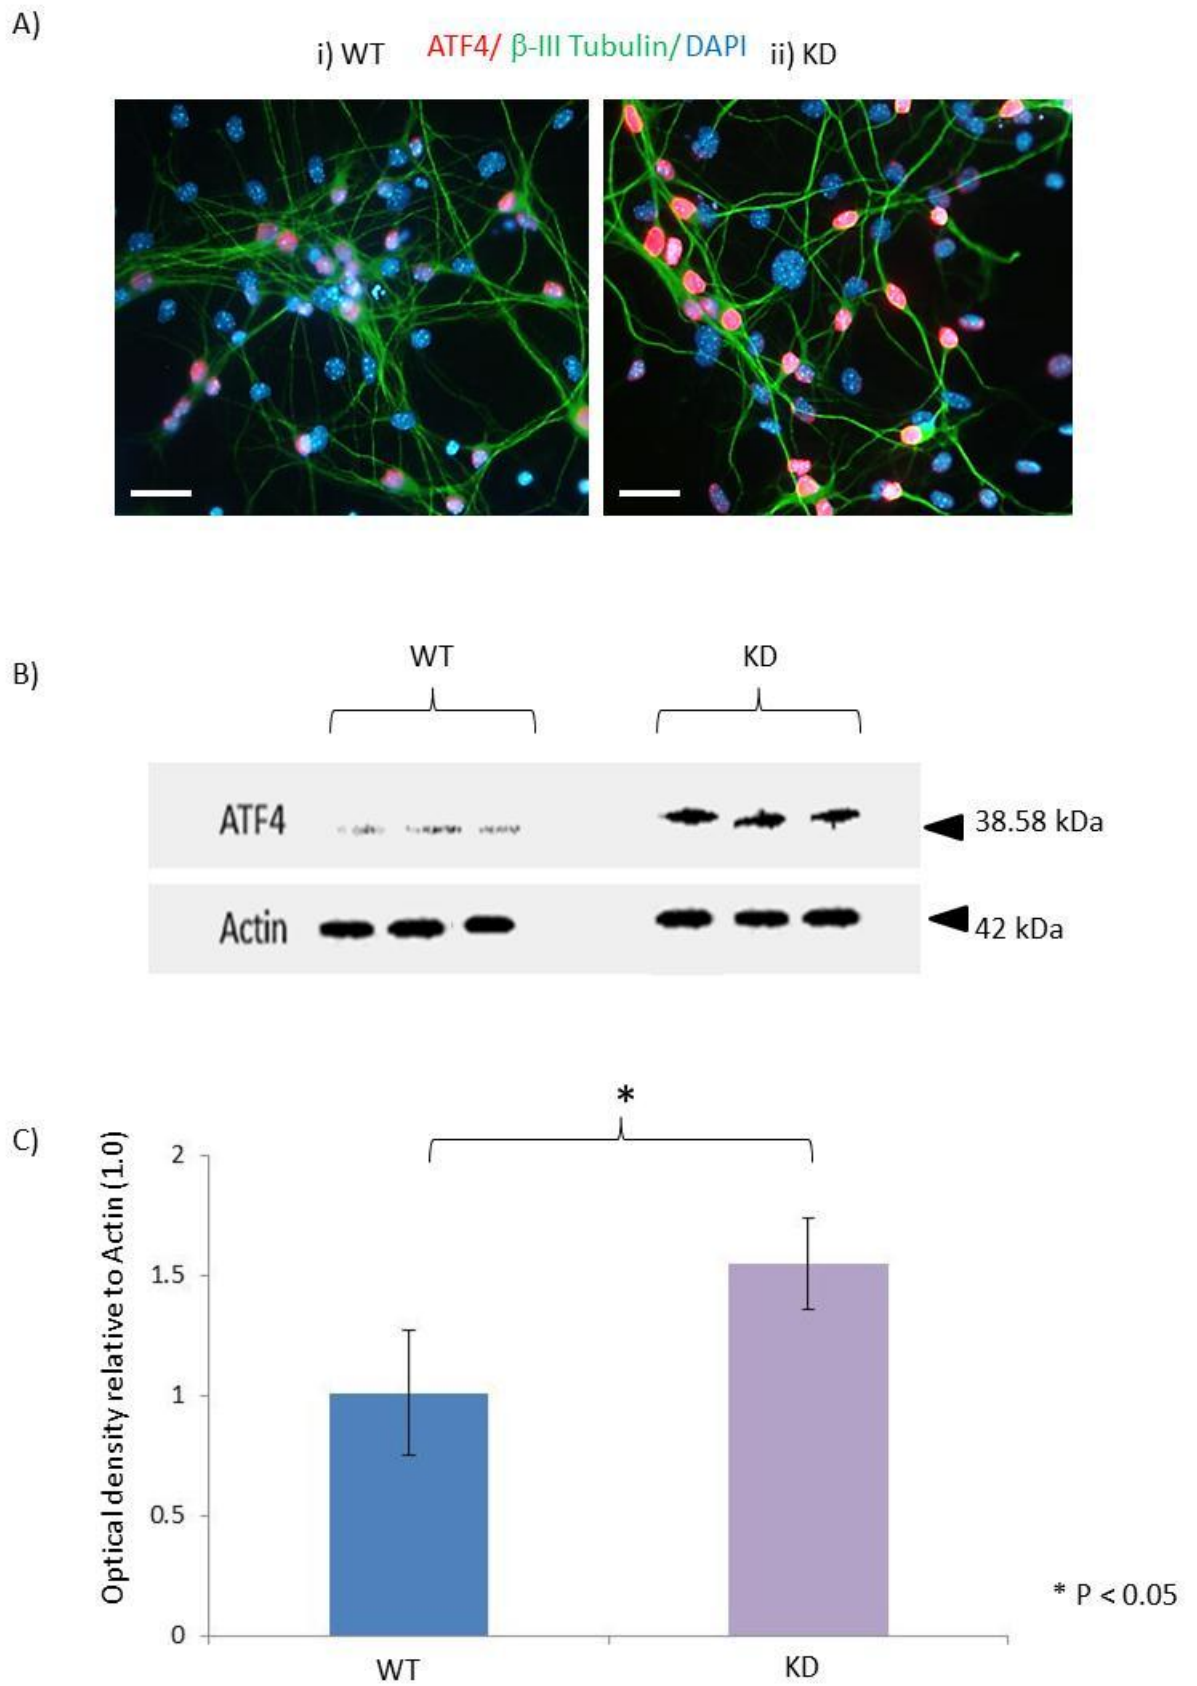 A)
i) WT ATF4/ β-III Tubulin/ DAPI ii) KD
B)
WT KD
ATF4 38.58 kDa
Actin 42 kDa
*
C)
Optical density relative to Actin (1.0)
2
1.5
1
0.5
0
WT KD
* P < 0.05